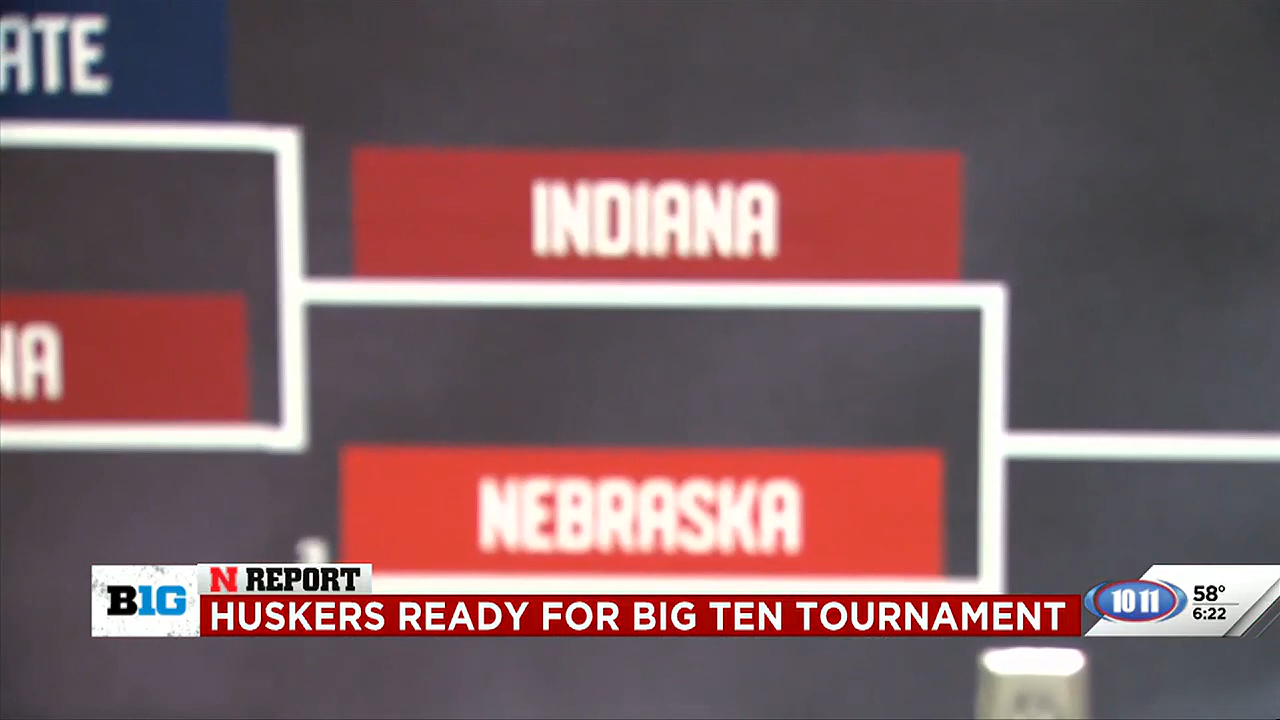 ATE
INDIANA
NA
NEBRASKA
N REPORT
B1G
HUSKERS READY FOR BIG TEN TOURNAMENT
10 11
58°
6:22